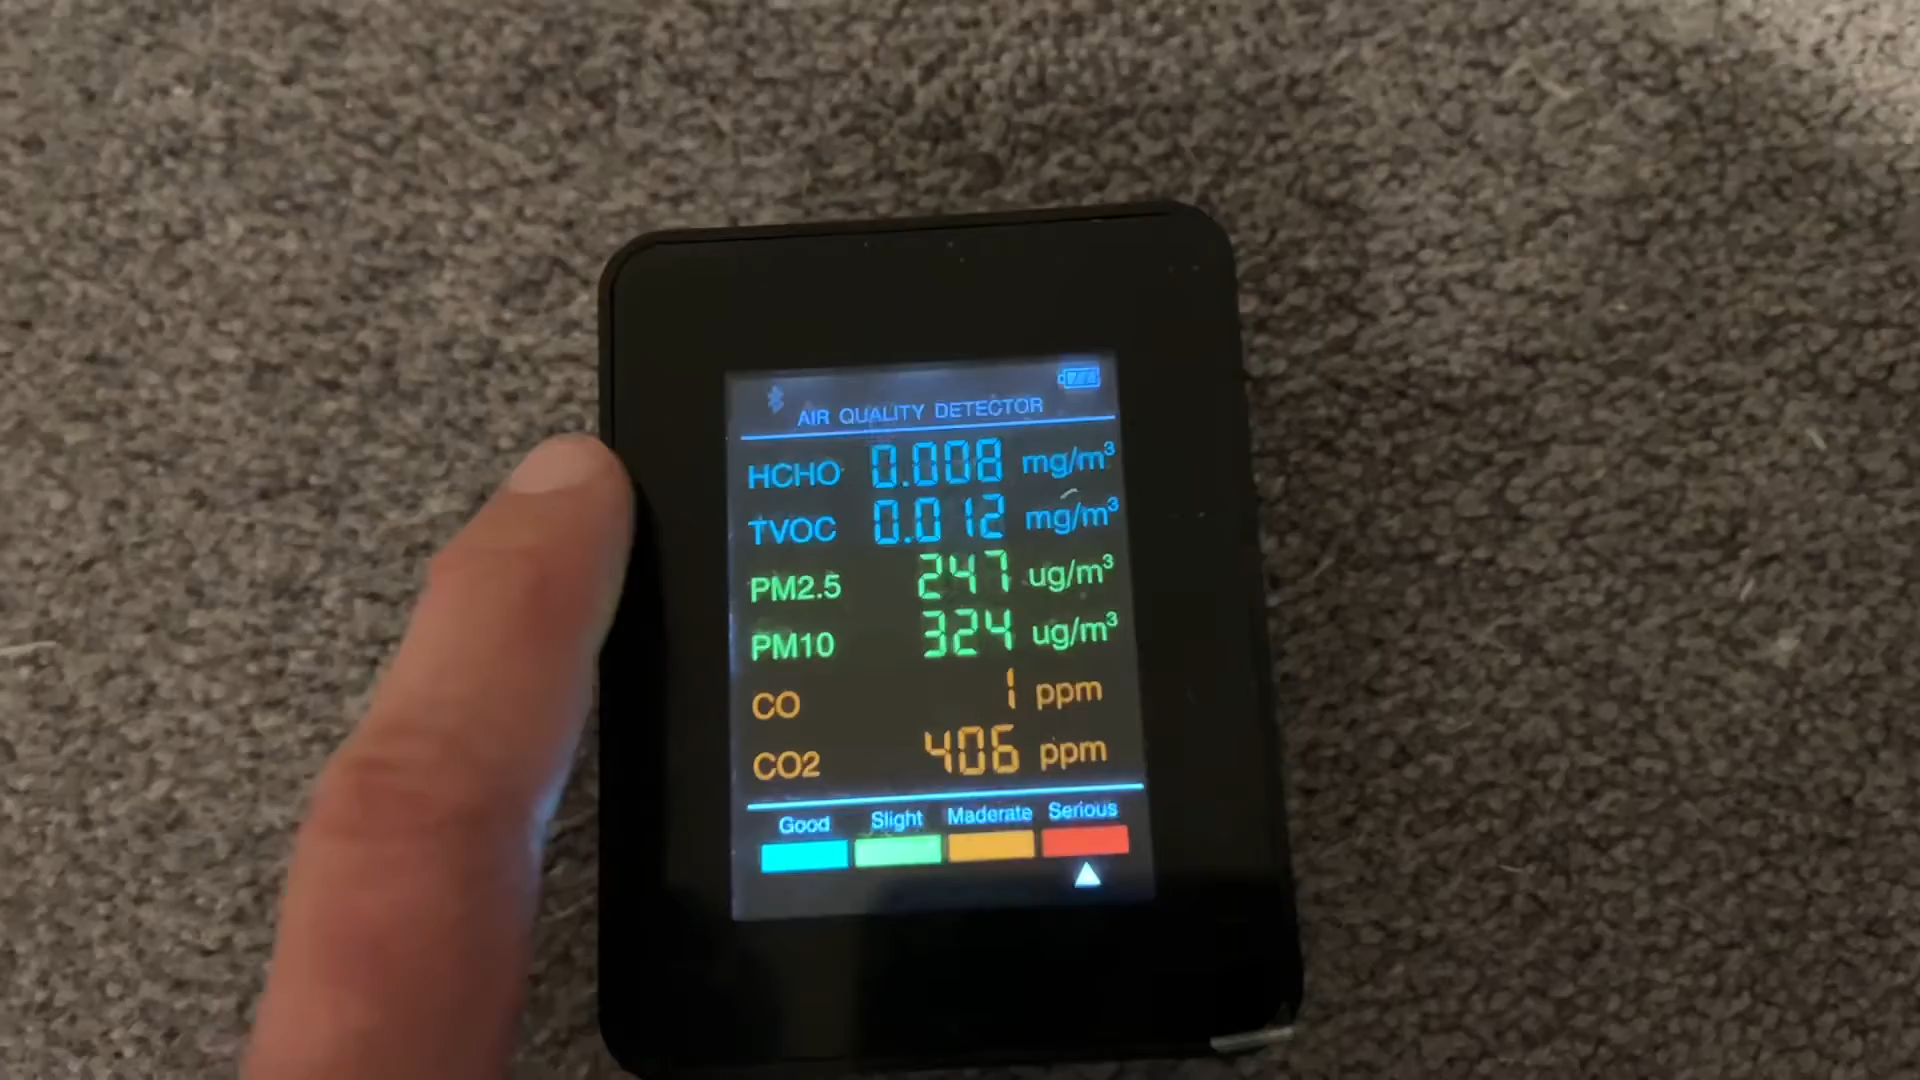 AIR QUALITY DETECTOR
HCHO 0.008 mg/m³
TVOC 0.012 mg/m³
PM2.5 247 ug/m³
PM10 324 ug/m³
CO 1 ppm
CO2 406 ppm
Good Slight Maderate Serious